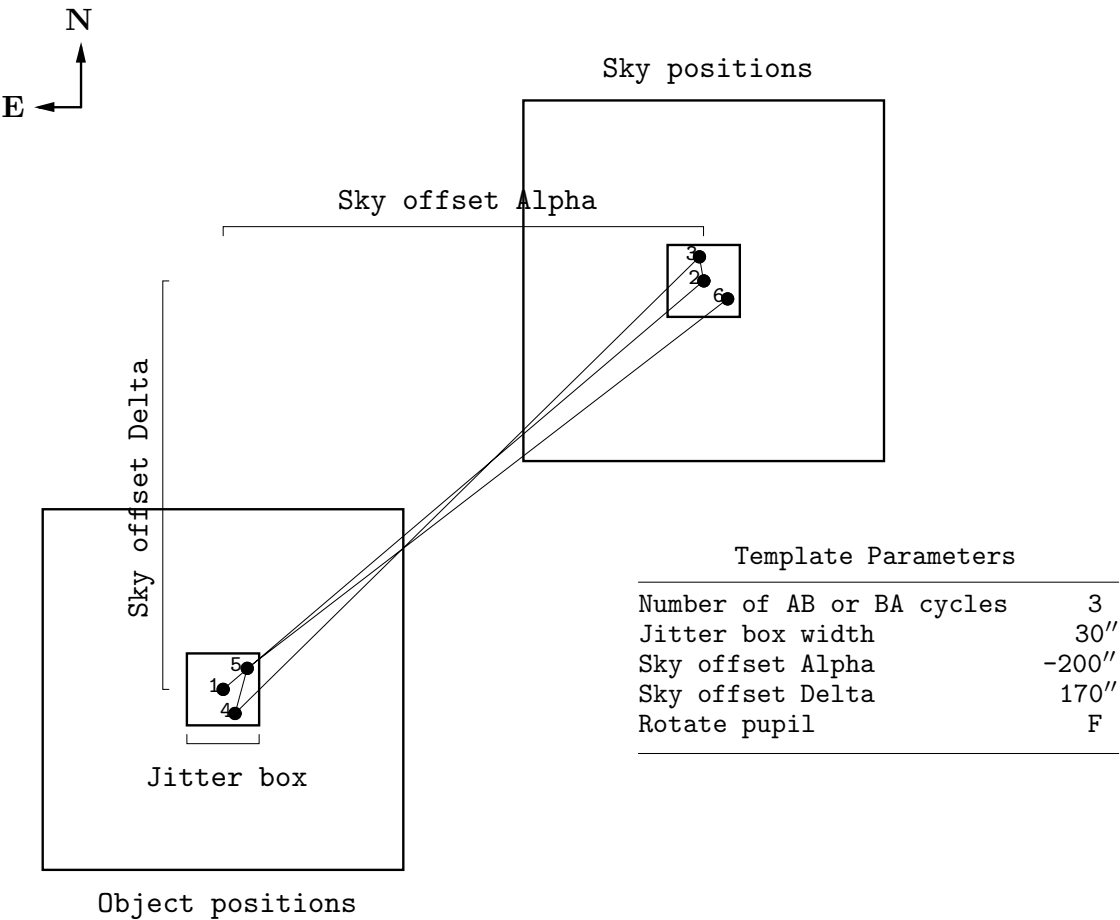 N
E
Sky positions
Sky offset Alpha
3
2
6
Sky offset Delta
5
1
4
Jitter box
Object positions
Template Parameters
Number of AB or BA cycles 3
Jitter box width 30″
Sky offset Alpha -200″
Sky offset Delta 170″
Rotate pupil F